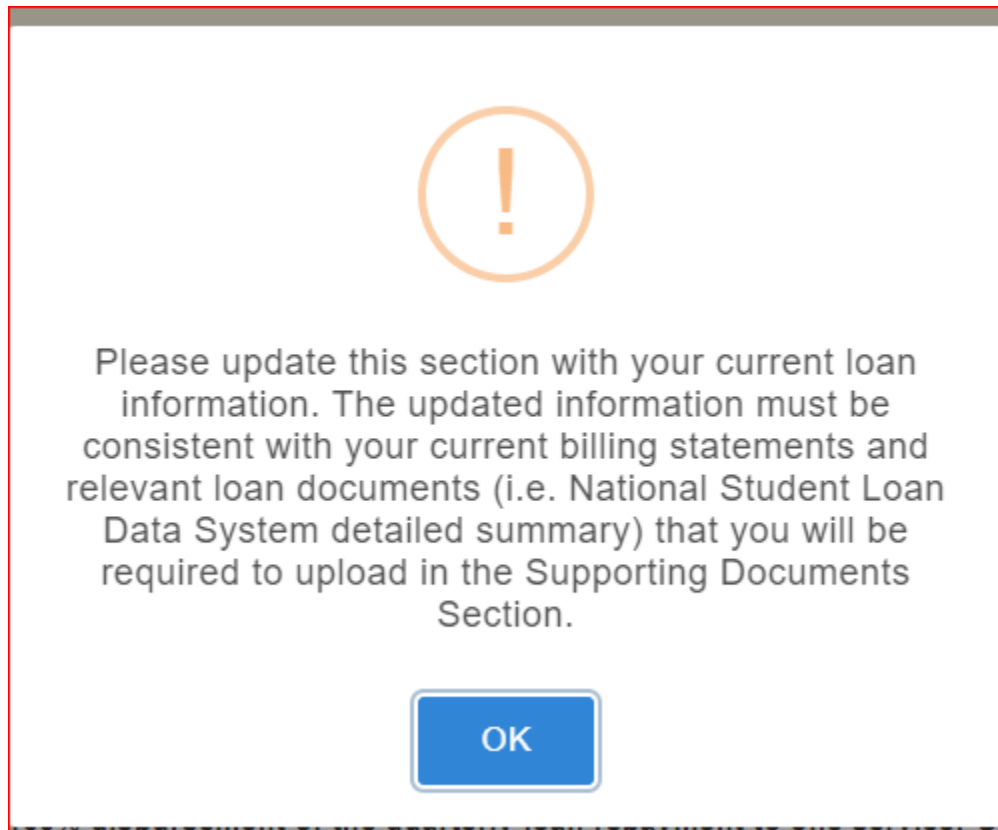 !
Please update this section with your current loan
information. The updated information must be
consistent with your current billing statements and
relevant loan documents (i.e. National Student Loan
Data System detailed summary) that you will be
required to upload in the Supporting Documents
Section.
OK